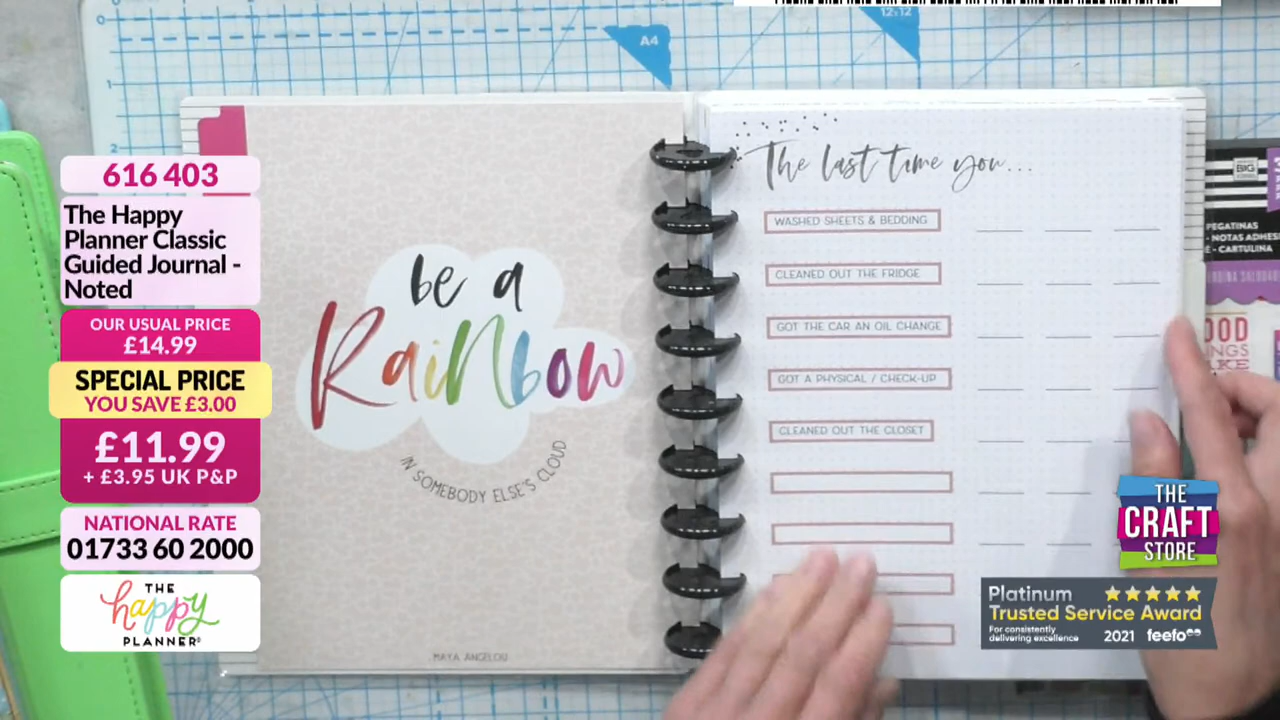 616 403
The Happy
Planner Classic
Guided Journal -
Noted
OUR USUAL PRICE
£14.99
SPECIAL PRICE
YOU SAVE £3.00
£11.99
+ £3.95 UK P&P
NATIONAL RATE
01733 60 2000
THE
happy
PLANNER
A4
12:12
be a
RaiNbow
IN SOMEBODY ELSE'S CLOUD
MAYA ANGELOU
The last time you...
WASHED SHEETS & BEDDING
CLEANED OUT THE FRIDGE
GOT THE CAR AN OIL CHANGE
GOT A PHYSICAL / CHECK-UP
CLEANED OUT THE CLOSET
BIG
PEGATINAS
- NOTAS ADHES
- CARTULINA
THE
CRAFT
STORE
Platinum
Trusted Service Award
For consistently
delivering excellence
2021 feefo